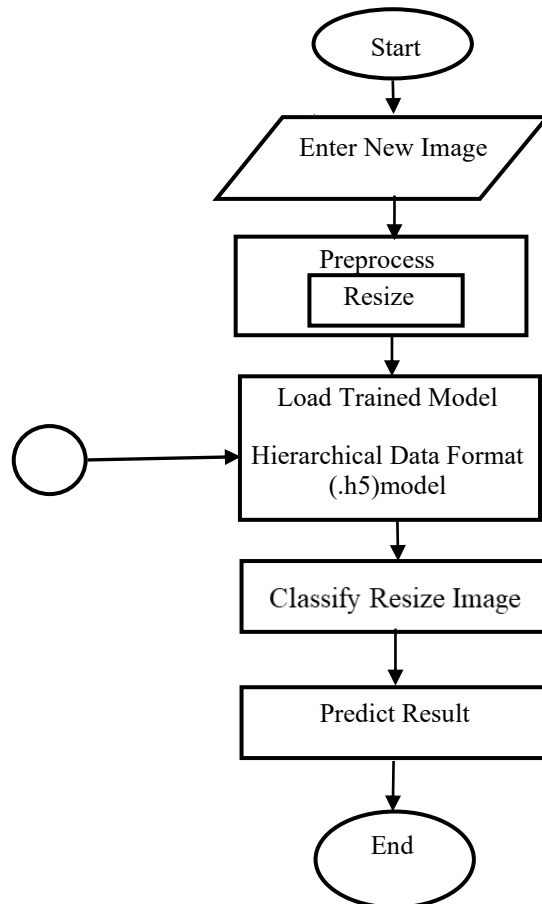 Start
Enter New Image
Preprocess
Resize
Load Trained Model
Hierarchical Data Format
(.h5)model
Classify Resize Image
Predict Result
End